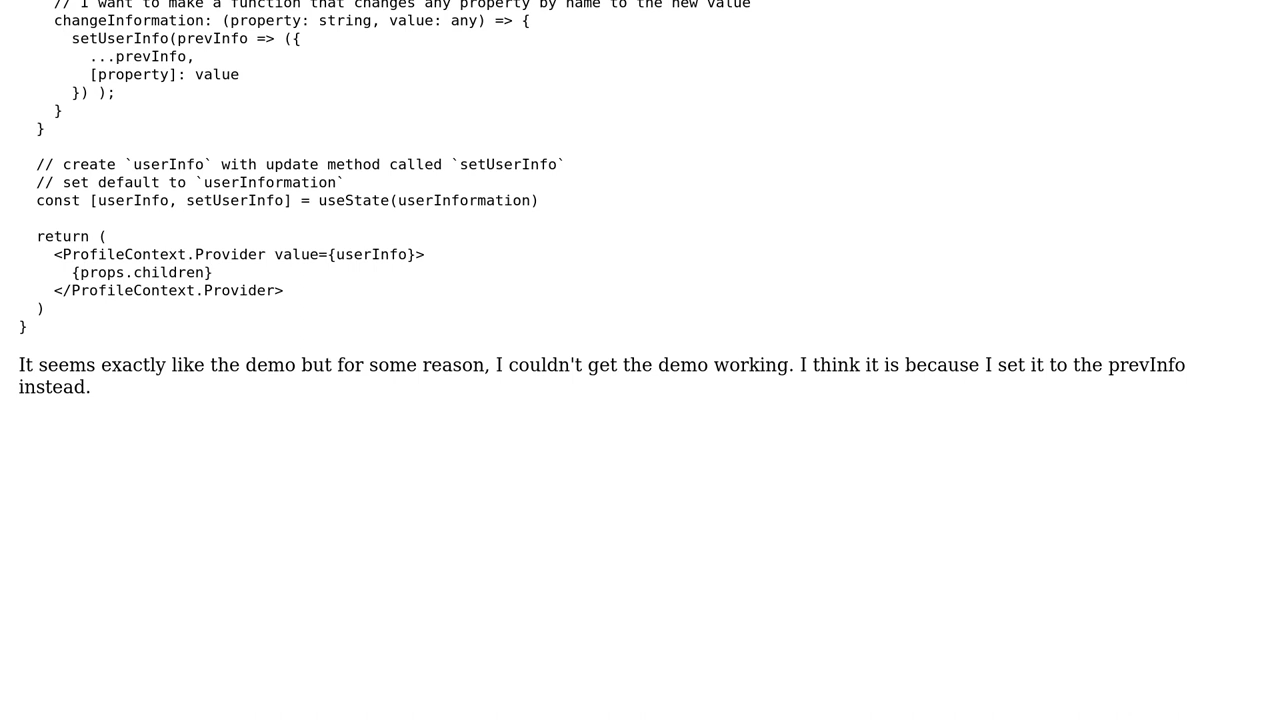 // I want to make a function that changes any property by name to the new value
changeInformation: (property: string, value: any) => {
setUserInfo(prevInfo => ({
...prevInfo,
[property]: value
}) );
}
}
// create `userInfo` with update method called `setUserInfo`
// set default to `userInformation`
const [userInfo, setUserInfo] = useState(userInformation)
return (
<ProfileContext.Provider value={userInfo}>
{props.children}
</ProfileContext.Provider>
)
}
It seems exactly like the demo but for some reason, I couldn't get the demo working. I think it is because I set it to the prevInfo
instead.